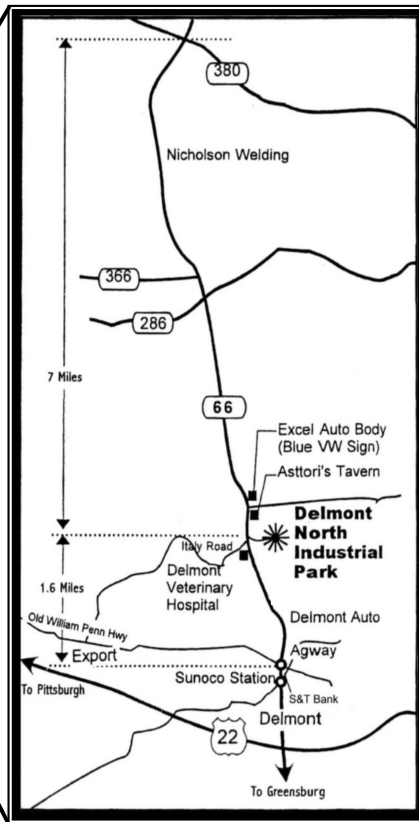 380
Nicholson Welding
366
286
7 Miles
66
Excel Auto Body
(Blue VW Sign)
Asttori's Tavern
Delmont
North
Industrial
Park
Italy Road
1.6 Miles
Delmont
Veterinary
Hospital
Old William Penn Hwy
Delmont Auto
Export
Agway
Sunoco Station
To Pittsburgh
S&T Bank
Delmont
22
To Greensburg